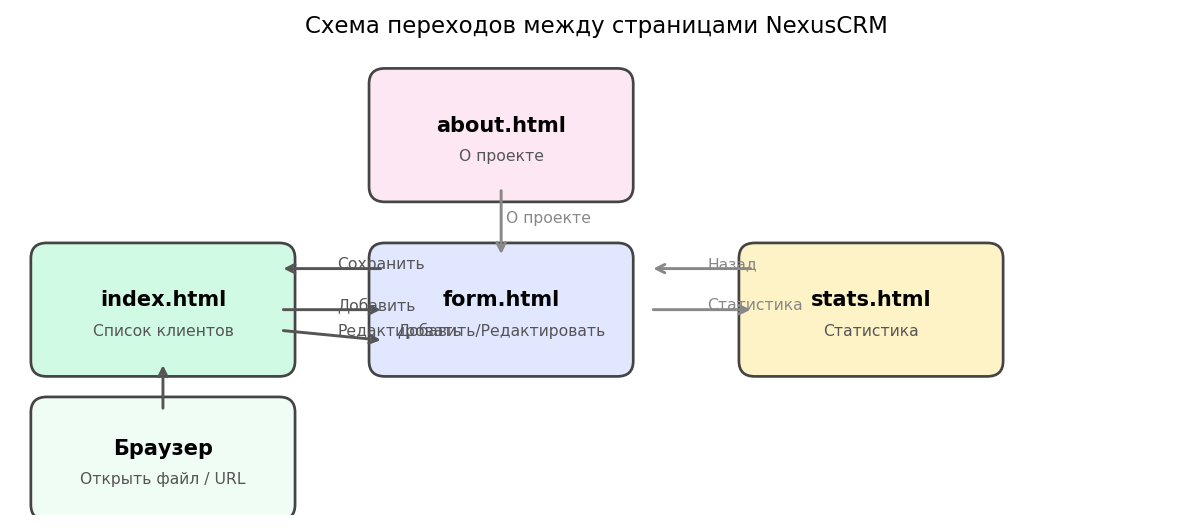 Схема переходов между страницами NexusCRM
about.html
О проекте
О проекте
Сохранить
Назад
index.html
Список клиентов
Добавить
Редактировать
form.html
Добавить/Редактировать
Статистика
stats.html
Статистика
Браузер
Открыть файл / URL